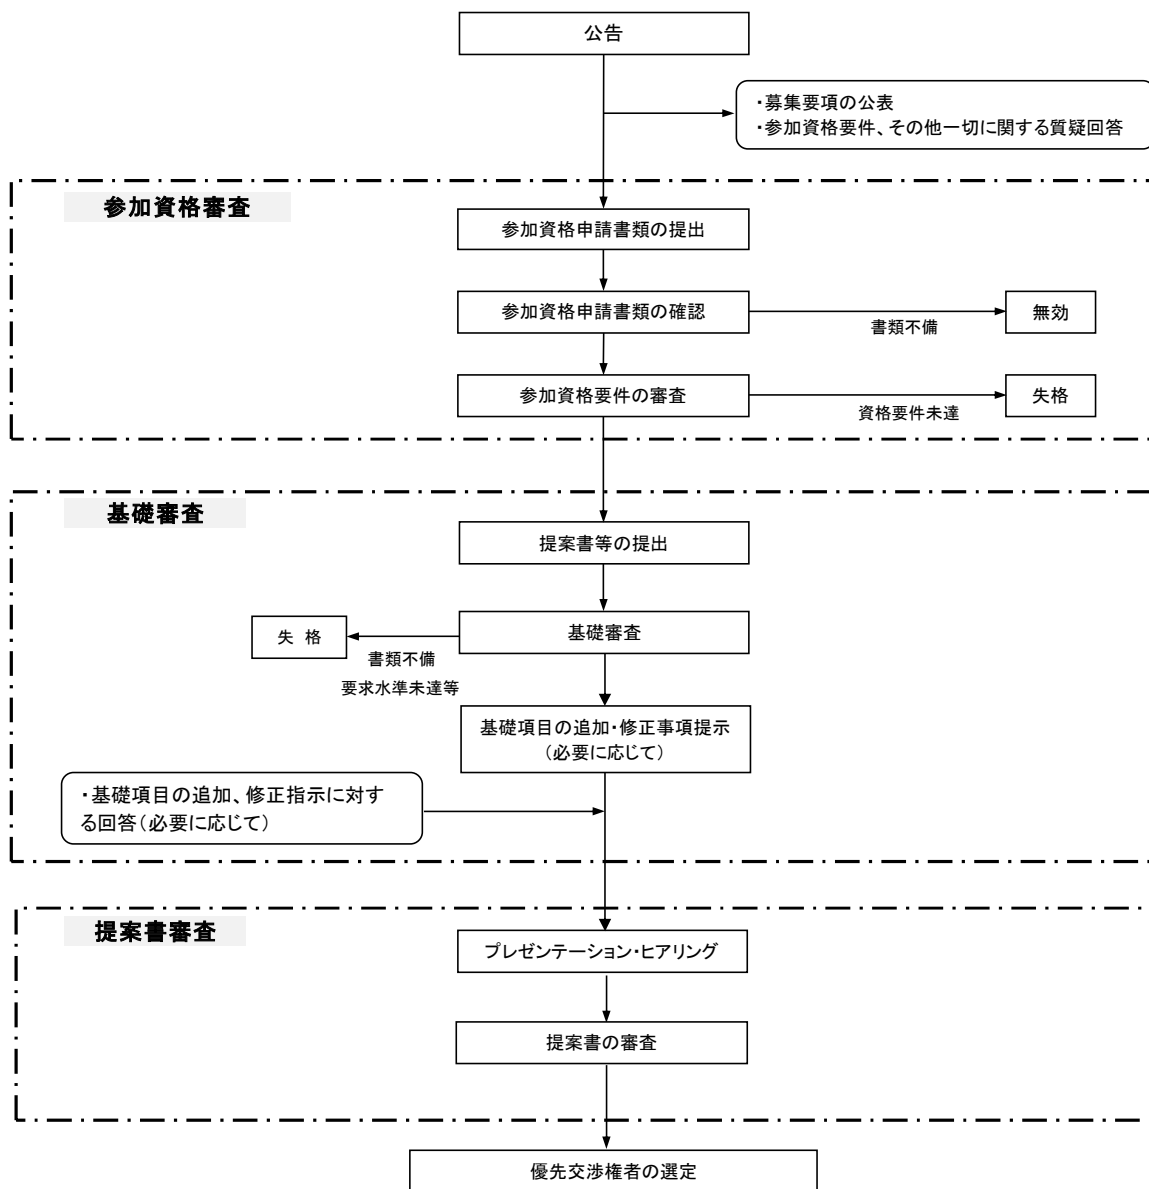 公告
・募集要項の公表
・参加資格要件、その他一切に関する質疑回答
参加資格審査
参加資格申請書類の提出
参加資格申請書類の確認
書類不備
無効
参加資格要件の審査
資格要件未達
失格
基礎審査
提案書等の提出
基礎審査
失 格
書類不備
要求水準未達等
基礎項目の追加・修正事項提示
（必要に応じて）
・基礎項目の追加、修正指示に対す
る回答（必要に応じて）
提案書審査
プレゼンテーション・ヒアリング
提案書の審査
優先交渉権者の選定